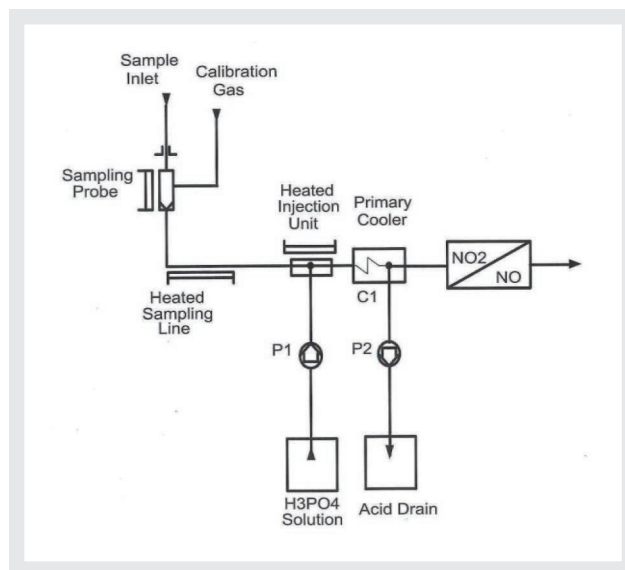 Sample
Inlet
Calibration
Gas
Sampling
Probe
Heated
Injection
Unit
Primary
Cooler
NO2
NO
C1
Heated
Sampling
Line
P1
P2
H3PO4
Solution
Acid Drain